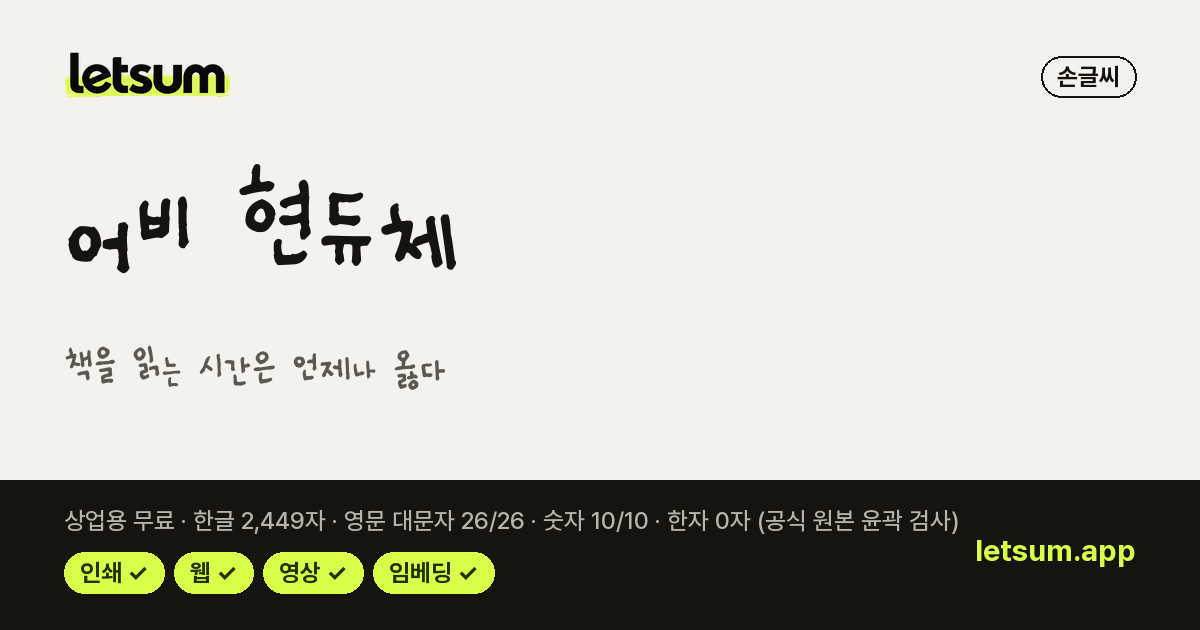 letsum
손글씨
어비 현듀체
책을 읽는 시간은 언제나 옳다
상업용 무료 · 한글 2,449자 · 영문 대문자 26/26 · 숫자 10/10 · 한자 0자 (공식 원본 윤곽 검사)
인쇄 ✓ 웹 ✓ 영상 ✓ 임베딩 ✓
letsum.app